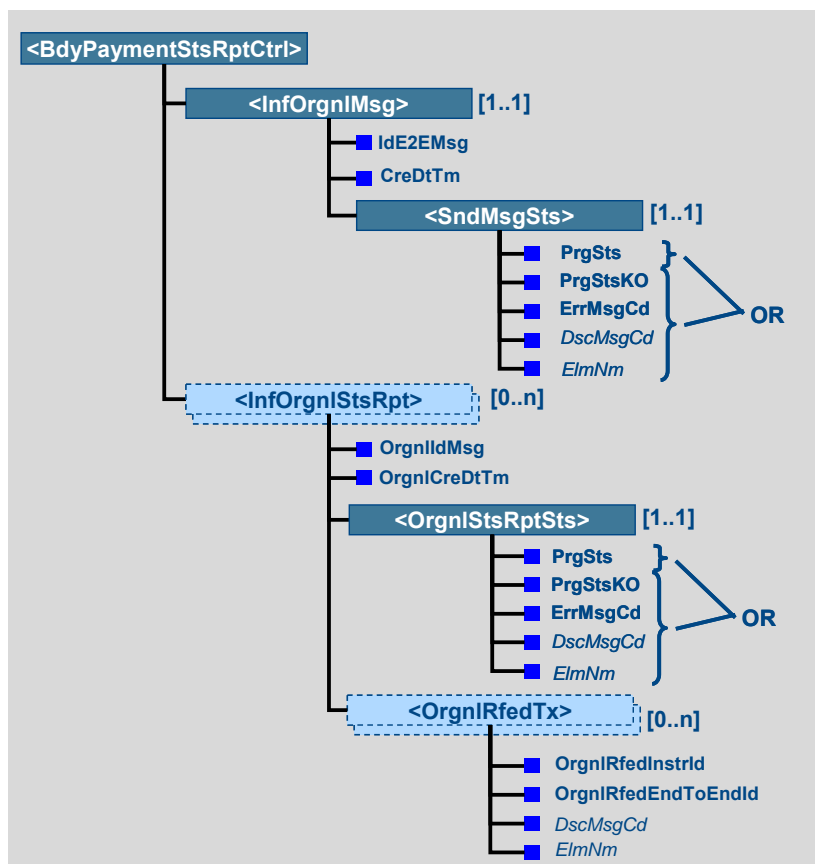 <BdyPaymentStsRptCtrl>
<InfOrgnlMsg> [1..1]
IdE2EMsg
CreDtTm
<SndMsgSts> [1..1]
PrgSts
PrgStsKO
ErrMsgCd
OR
DscMsgCd
ElmNm
<InfOrgnlStsRpt> [0..n]
OrgnlIdMsg
OrgnlCreDtTm
<OrgnlStsRptSts> [1..1]
PrgSts
PrgStsKO
ErrMsgCd
OR
DscMsgCd
ElmNm
<OrgnlRfedTx> [0..n]
OrgnlRfedInstrId
OrgnlRfedEndToEndId
DscMsgCd
ElmNm